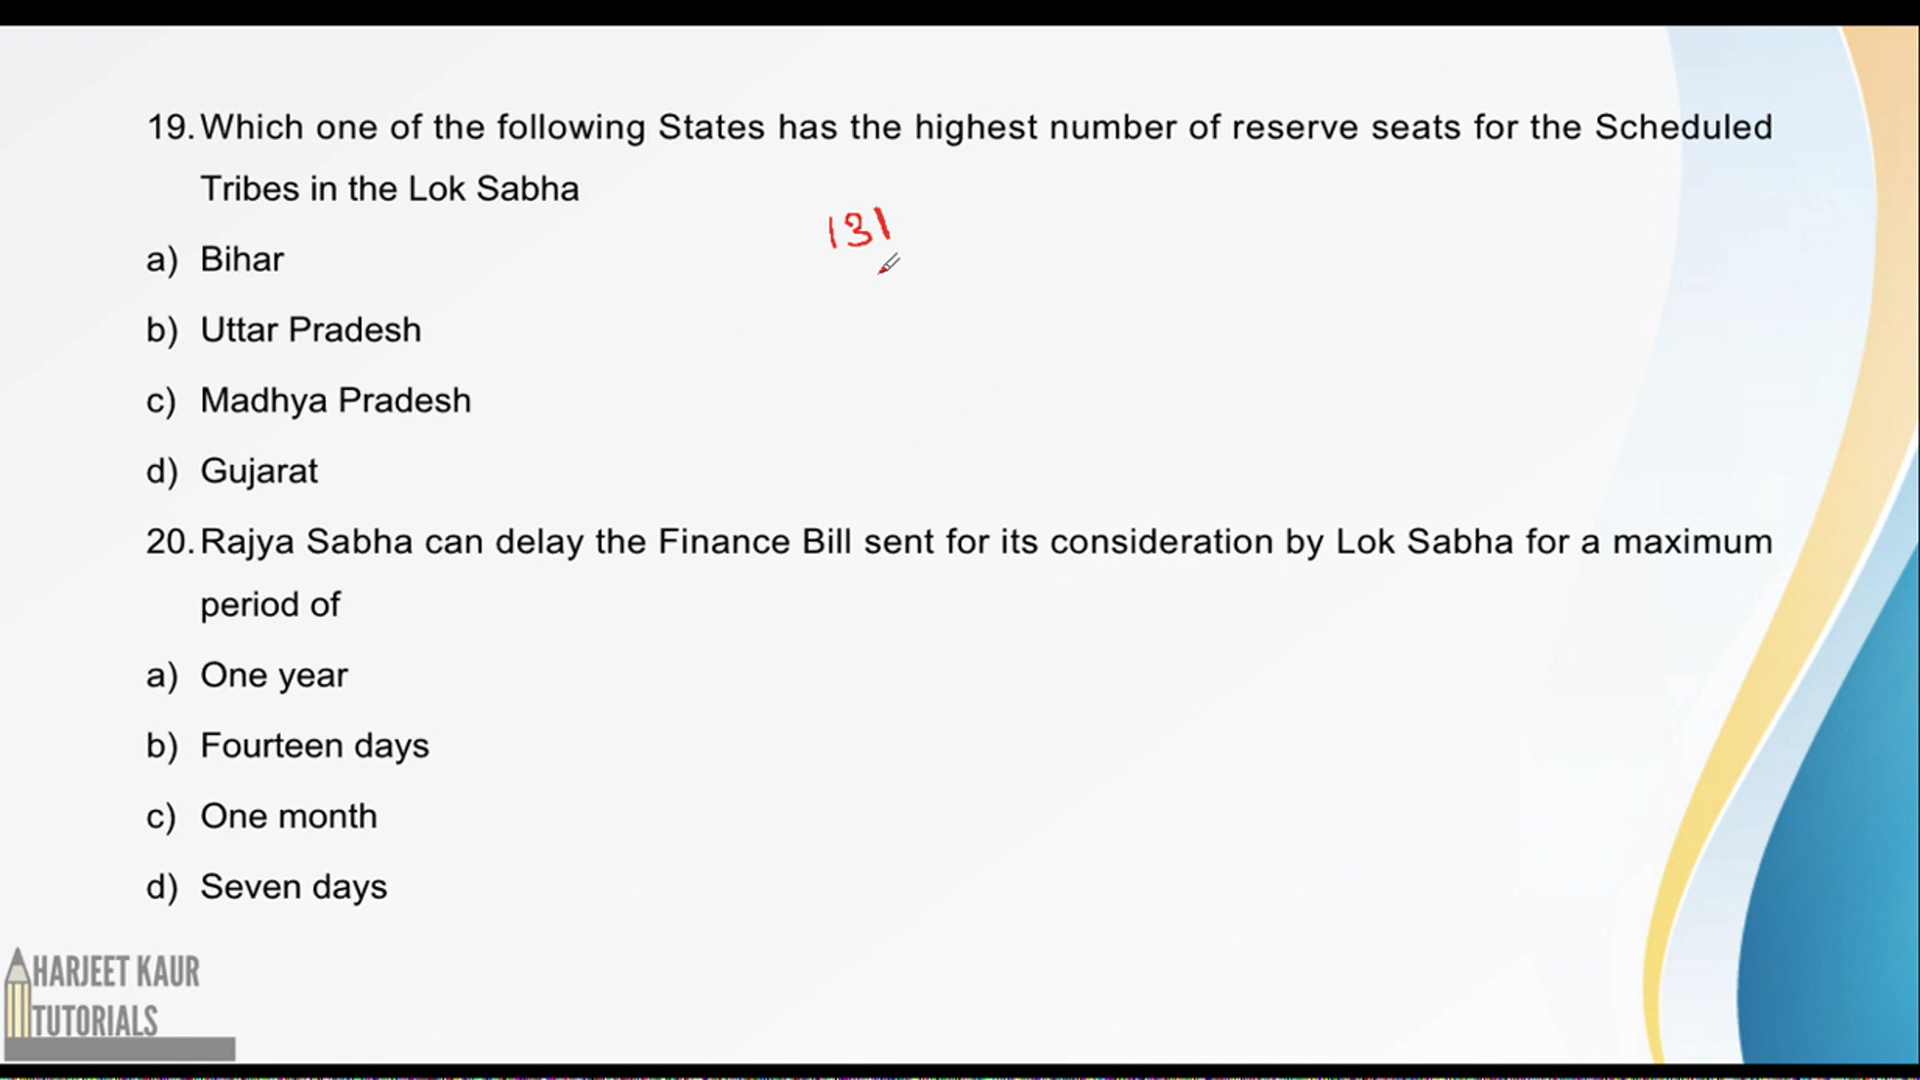 19. Which one of the following States has the highest number of reserve seats for the Scheduled
Tribes in the Lok Sabha
131
a) Bihar
b) Uttar Pradesh
c) Madhya Pradesh
d) Gujarat
20. Rajya Sabha can delay the Finance Bill sent for its consideration by Lok Sabha for a maximum
period of
a) One year
b) Fourteen days
c) One month
d) Seven days
HARJEET KAUR
TUTORIALS